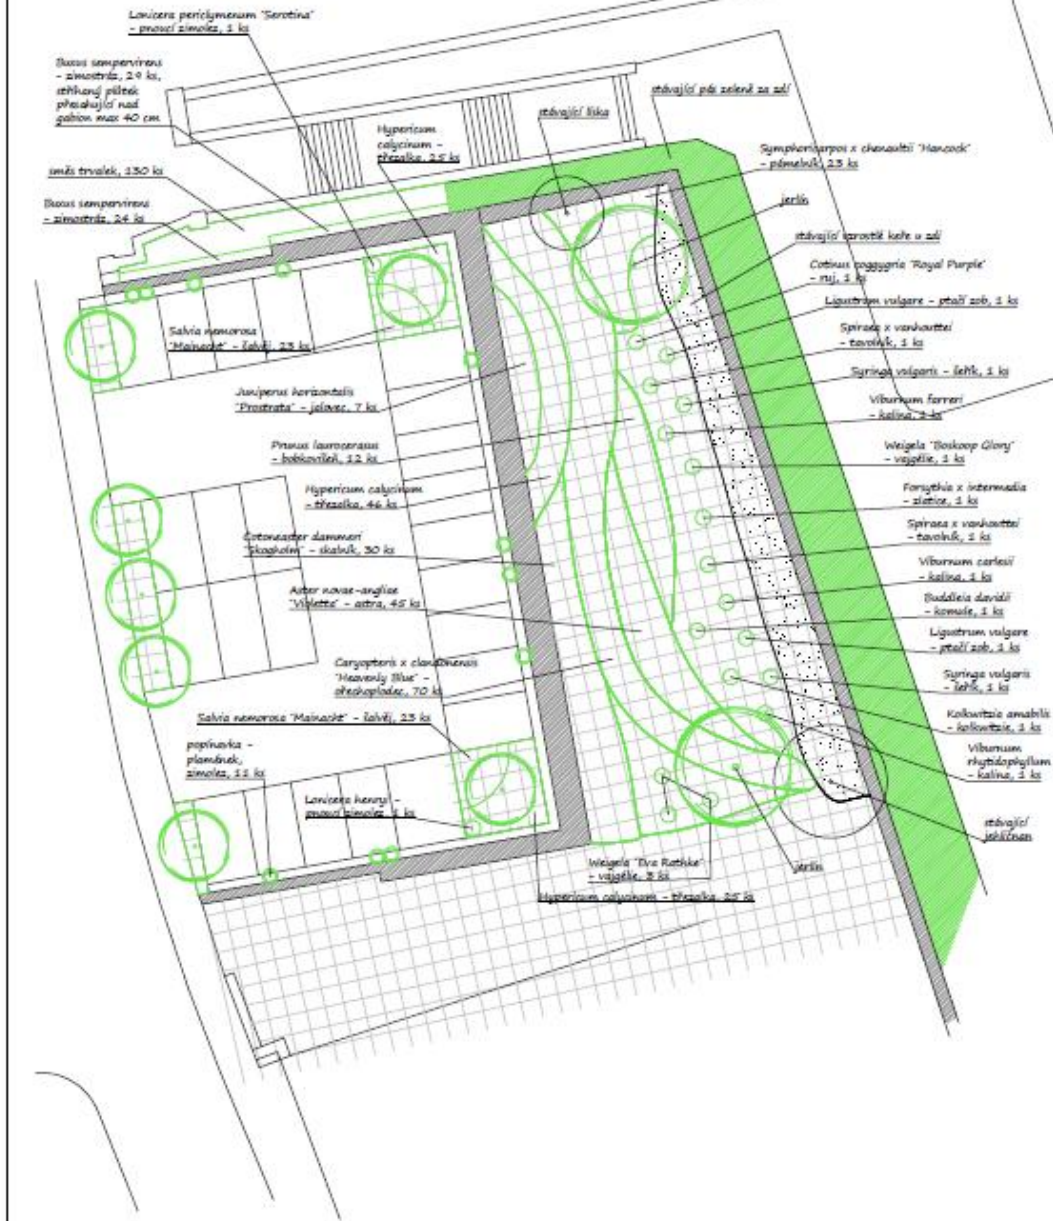 Lonicera periclymenum "Serotina"
- pnoucí zimolez, 1 ks
Buxus sempervirens
- zimostráz, 29 ks,
stříhaný plůtek
přesahující nad
gabion max 40 cm
směs trvalek, 130 ks
Buxus sempervirens
- zimostráz, 24 ks
Hypericum
calycinum -
třezalka, 25 ks
stávající líska
stávající pás zeleně za zdí
Symphoricarpos x chenaultii "Hancock"
- pámelník, 23 ks
jerlín
stávající vzrostlé keře u zdi
Cotinus coggygria "Royal Purple"
- ruj, 1 ks
Ligustrum vulgare - ptačí zob, 1 ks
Spiraea x vanhouttei
- tavolník, 1 ks
Syringa vulgaris - šeřík, 1 ks
Viburnum farreri
- kalina, 1 ks
Weigela "Boskoop Glory"
- vajgélie, 1 ks
Forsythia x intermedia
- zlatice, 1 ks
Spiraea x vanhouttei
- tavolník, 1 ks
Viburnum carlesii
- kalina, 1 ks
Buddleia davidii
- komule, 1 ks
Ligustrum vulgare
- ptačí zob, 1 ks
Syringa vulgaris
- šeřík, 1 ks
Kolkwitzia amabilis
- kolkwitzie, 1 ks
Viburnum
rhytidophyllum
- kalina, 1 ks
stávající
jehličnan
Salvia nemorosa
"Mainacht" - šalvěj, 23 ks
Juniperus horizontalis
"Prostrata" - jalovec, 7 ks
Prunus laurocerasus
- bobkovišeň, 12 ks
Hypericum calycinum
- třezalka, 46 ks
Cotoneaster dammeri
"Skogholm" - skalník, 30 ks
Aster novae-angliae
"Violetta" - astra, 45 ks
Caryopteris x clandonensis
"Heavenly Blue" -
ořechoplodec, 70 ks
Salvia nemorosa "Mainacht" - šalvěj, 23 ks
popínavka -
plamének,
zimolez, 11 ks
Lonicera henryi -
pnoucí zimolez, 1 ks
Weigela "Eva Rathke"
- vajgélie, 3 ks
jerlín
Hypericum calycinum - třezalka, 25 ks